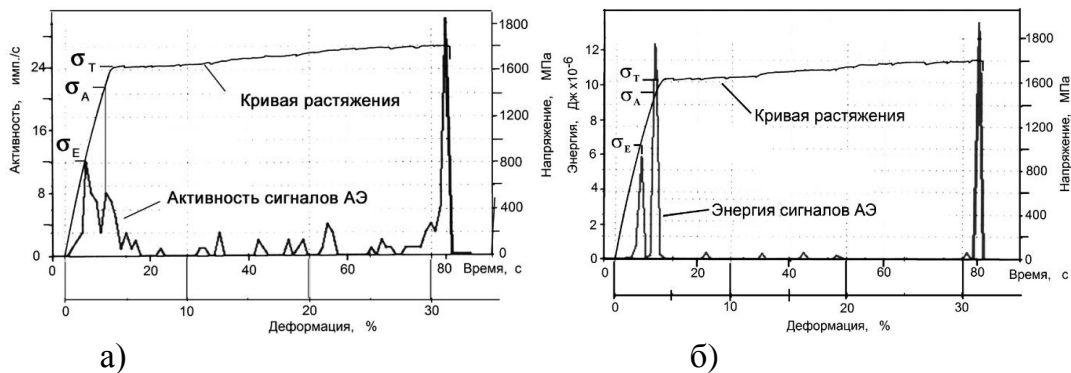 Активность, имп./с
24
16
8
0
σT
σA
σE
Кривая растяжения
Активность сигналов АЭ
1800
1600
1400
1200
800
400
0
Напряжение, МПа
20
40
60
80
Время, с
0
10
20
30
Деформация, %
а)
Энергия, Дж х10-6
12
10
8
6
4
2
0
σT
σA
σE
Кривая растяжения
Энергия сигналов АЭ
1800
1600
1200
800
400
0
Напряжение, МПа
0
20
40
60
80
Время, с
0
10
20
30
Деформация, %
б)